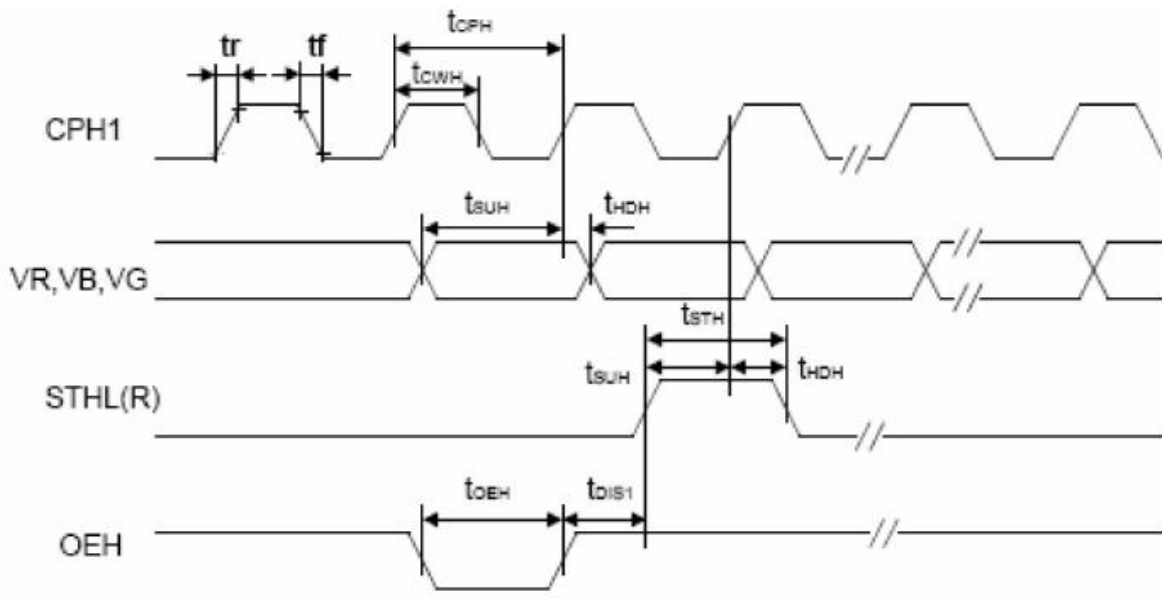 tCPH
tr tf
tCWH
CPH1
tSUH tHDH
VR,VB,VG
tSTH
tSUH tHDH
STHL(R)
tOEH tDIS1
OEH